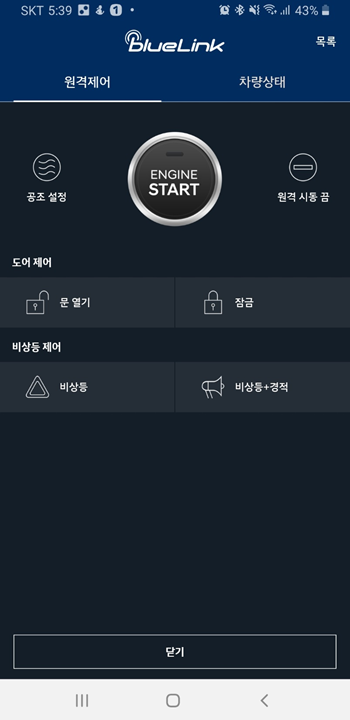 SKT 5:39 1 43%
blueLink
목록
원격제어 차량상태
ENGINE
START
공조 설정 원격 시동 끔
도어 제어
문 열기 잠금
비상등 제어
비상등 비상등+경적
닫기